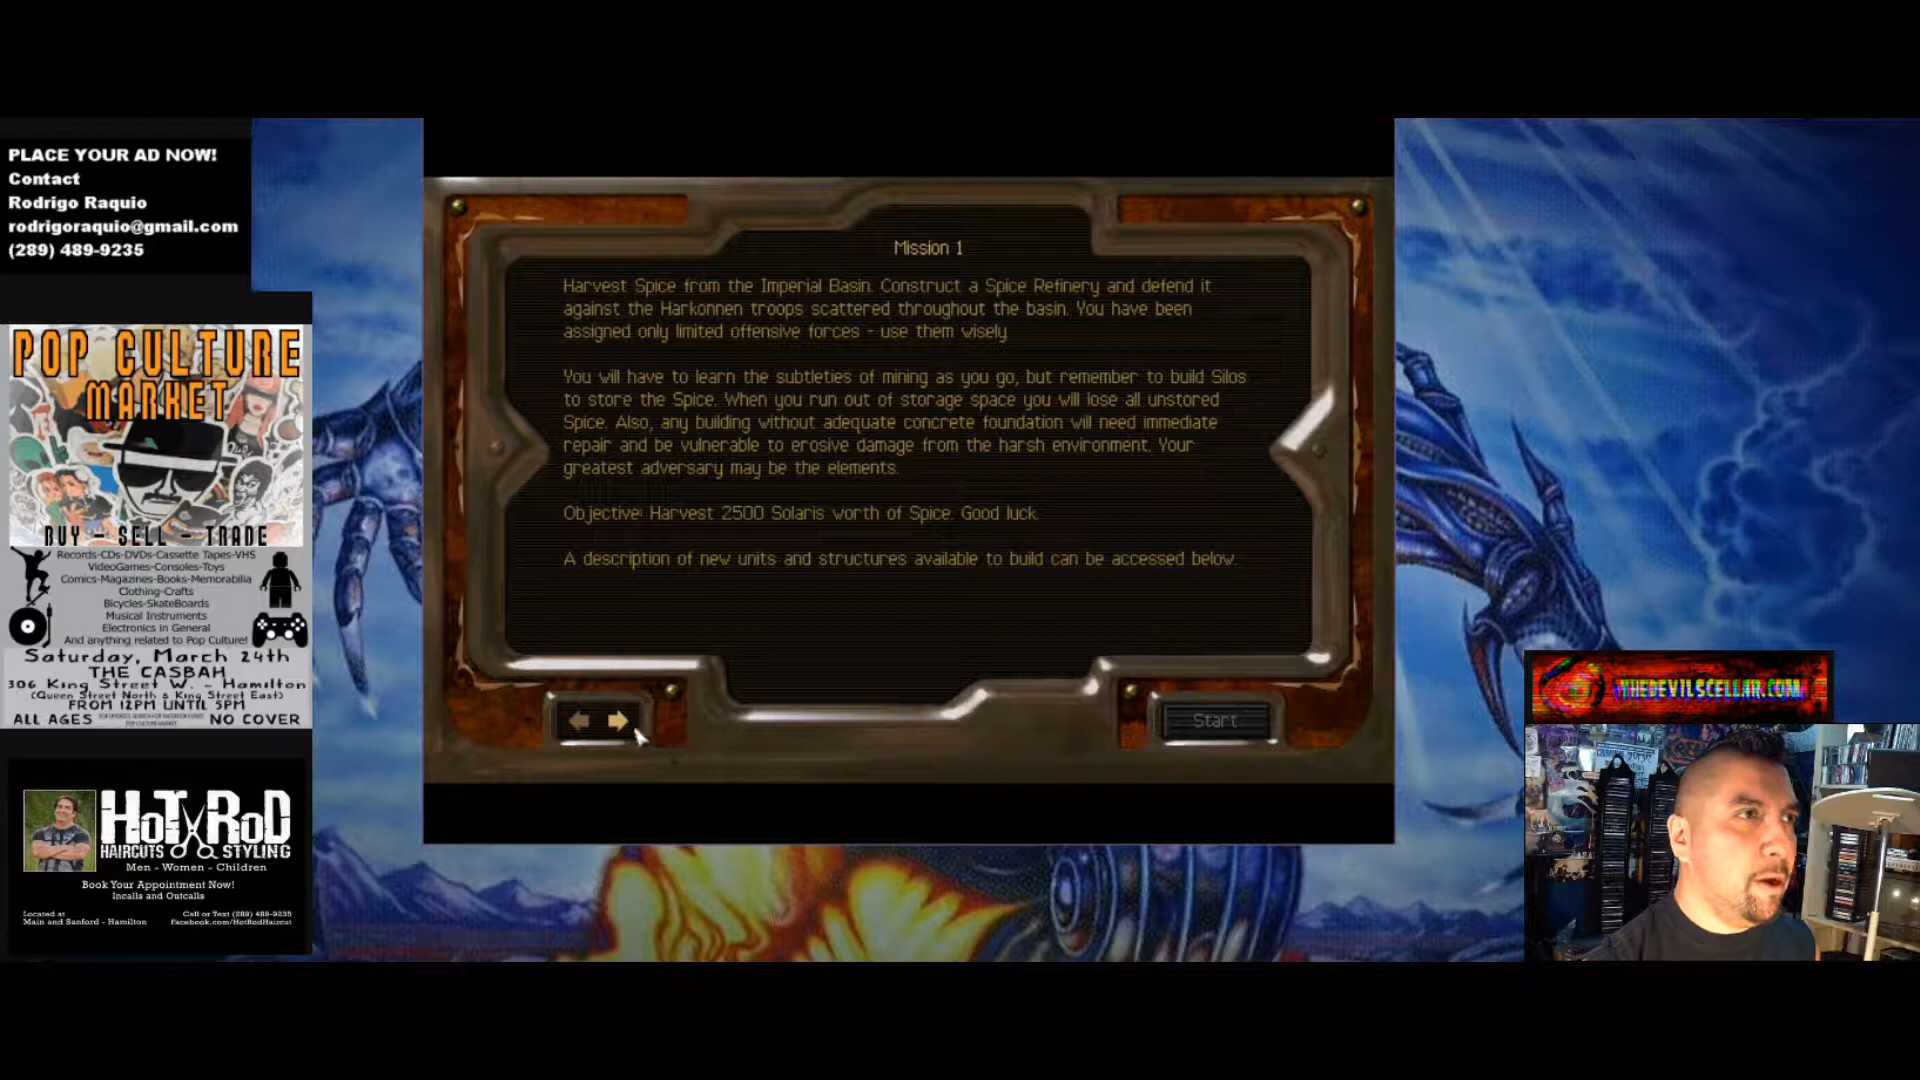 PLACE YOUR AD NOW!
Contact
Rodrigo Raquio
rodrigoraquio@gmail.com
(289) 489-9235
POP CULTURE
MARKET
BUY - SELL - TRADE
Records-CDs-DVDs-Cassette Tapes-VHS
VideoGames-Consoles-Toys
Comics-Magazines-Books-Memorabilia
Clothing-Crafts
Bicycles-SkateBoards
Musical Instruments
Electronics in General
And anything related to Pop Culture!
Saturday, March 24th
THE CASBAH
306 King Street W. - Hamilton
(Queen Street North & King Street East)
FROM 12PM UNTIL 5PM
ALL AGES
NO COVER
HOT ROD
HAIRCUTS STYLING
Men - Women - Children
Book Your Appointment Now!
Incalls and Outcalls
Located at
Main and Sanford - Hamilton
Call or Text (289) 489-9235
Facebook.com/HotRodHaircut
Mission 1
Harvest Spice from the Imperial Basin. Construct a Spice Refinery and defend it
against the Harkonnen troops scattered throughout the basin. You have been
assigned only limited offensive forces - use them wisely
You will have to learn the subtleties of mining as you go, but remember to build Silos
to store the Spice. When you run out of storage space you will lose all unstored
Spice. Also, any building without adequate concrete foundation will need immediate
repair and be vulnerable to erosive damage from the harsh environment. Your
greatest adversary may be the elements.
Objective: Harvest 2500 Solaris worth of Spice. Good luck.
A description of new units and structures available to build can be accessed below.
Start
THEDEVILSCELLAR.COM